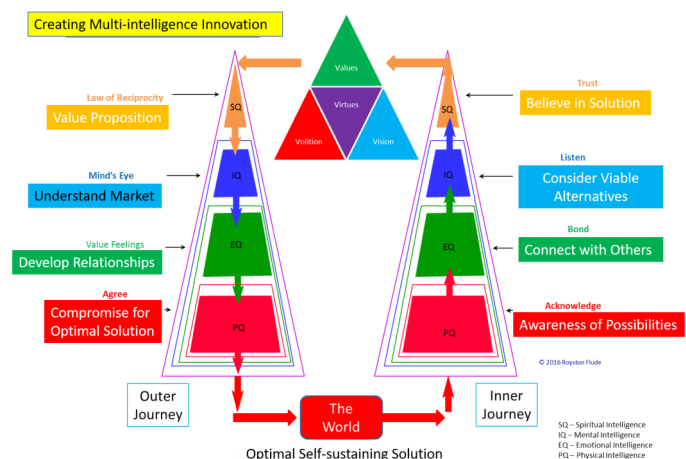 Creating Multi-intelligence Innovation
Values
Virtues
Volition
Vision
Law of Reciprocity
Value Proposition
Mind's Eye
Understand Market
Value Feelings
Develop Relationships
Agree
Compromise for
Optimal Solution
SQ
IQ
EQ
PQ
Outer
Journey
The
World
Optimal Self-sustaining Solution
Inner
Journey
SQ
IQ
EQ
PQ
Trust
Believe in Solution
Listen
Consider Viable
Alternatives
Bond
Connect with Others
Acknowledge
Awareness of Possibilities
© 2016 Royston Flude
SQ – Spiritual Intelligence
IQ – Mental Intelligence
EQ – Emotional Intelligence
PQ – Physical Intelligence